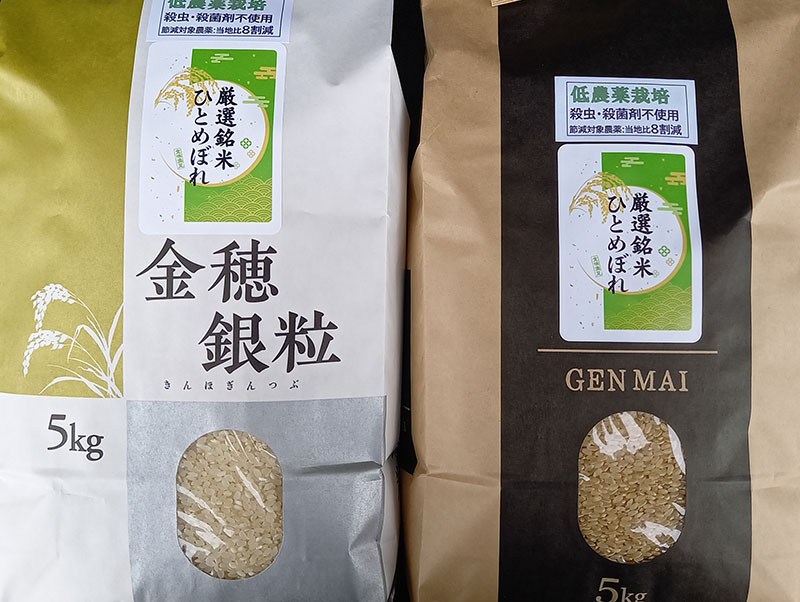 低農薬栽培
殺虫・殺菌剤不使用
節減対象農薬:当地比8割減
厳選銘米
ひとめぼれ
金穂
銀粒
きんほぎんつぶ
5kg
低農薬栽培
殺虫・殺菌剤不使用
節減対象農薬:当地比8割減
厳選銘米
ひとめぼれ
GENMAI
5kg